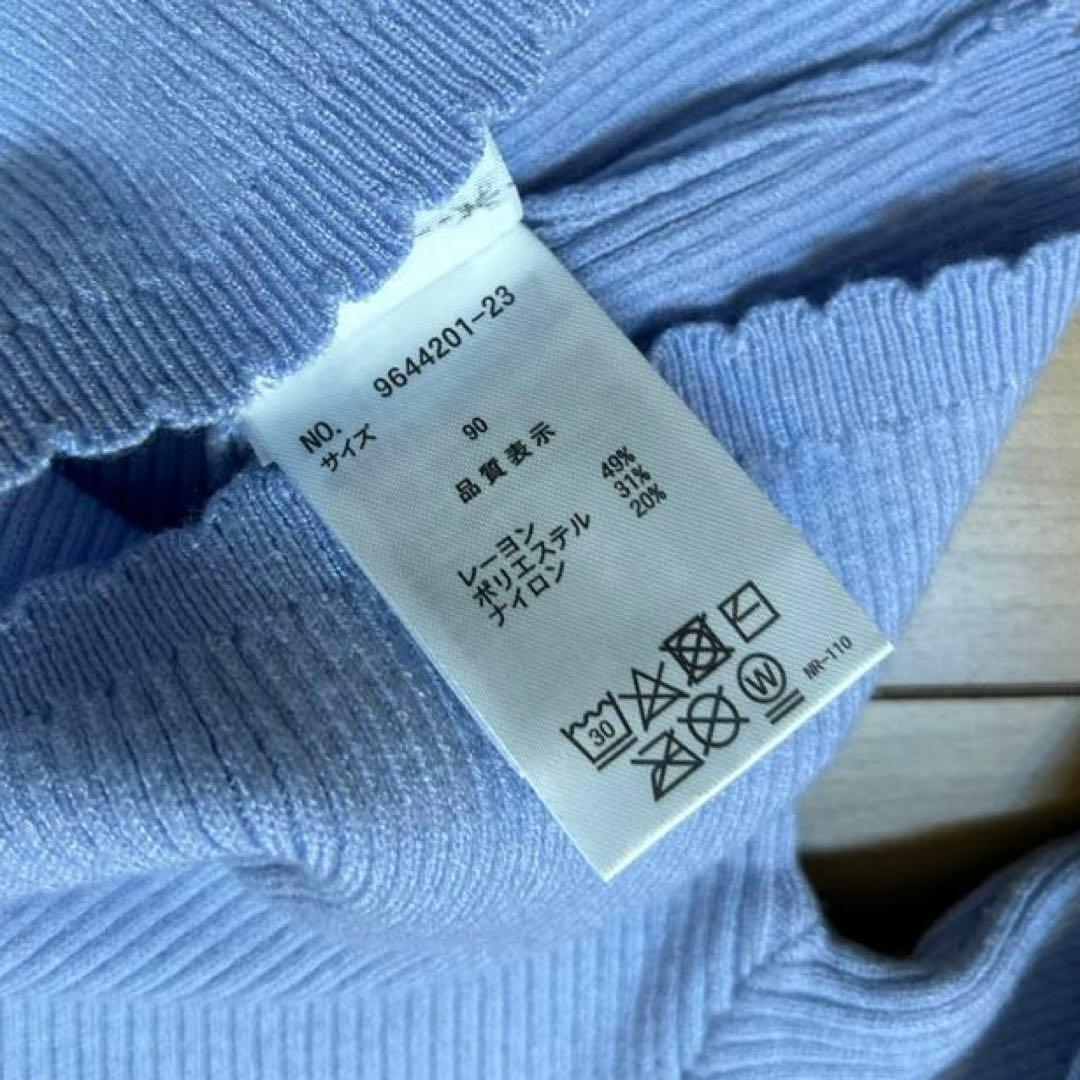 NO. 9644201-23
サイズ 90
品質表示
レーヨン 49%
ポリエステル 31%
ナイロン 20%
30
W
NR-110